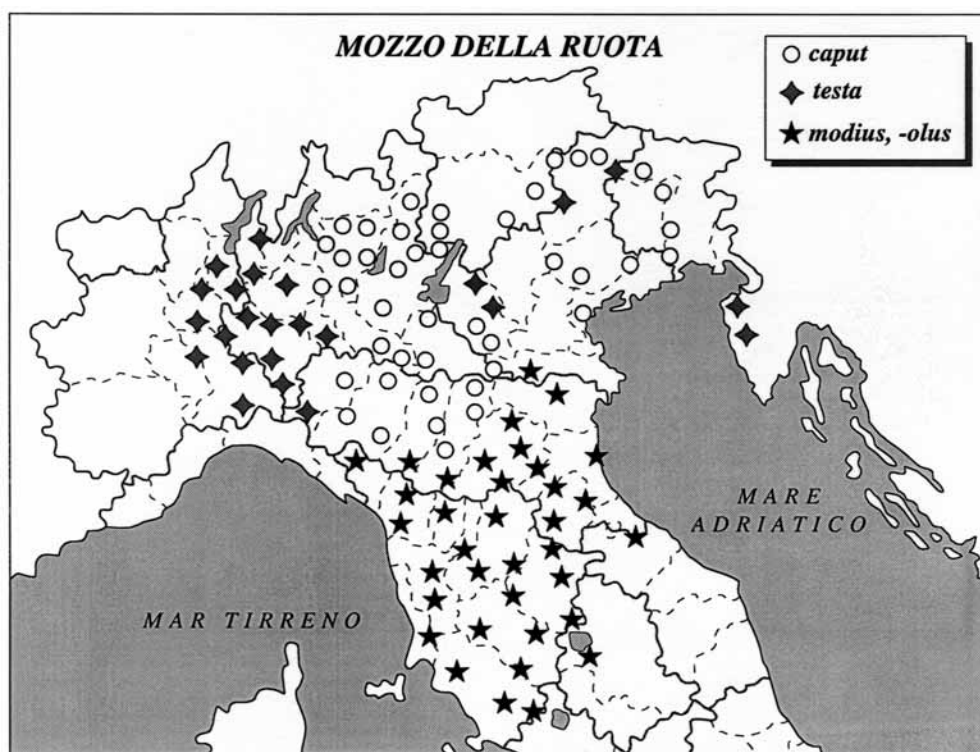 MOZZO DELLA RUOTA
caput
testa
modius, -olus
MARE
ADRIATICO
MAR TIRRENO